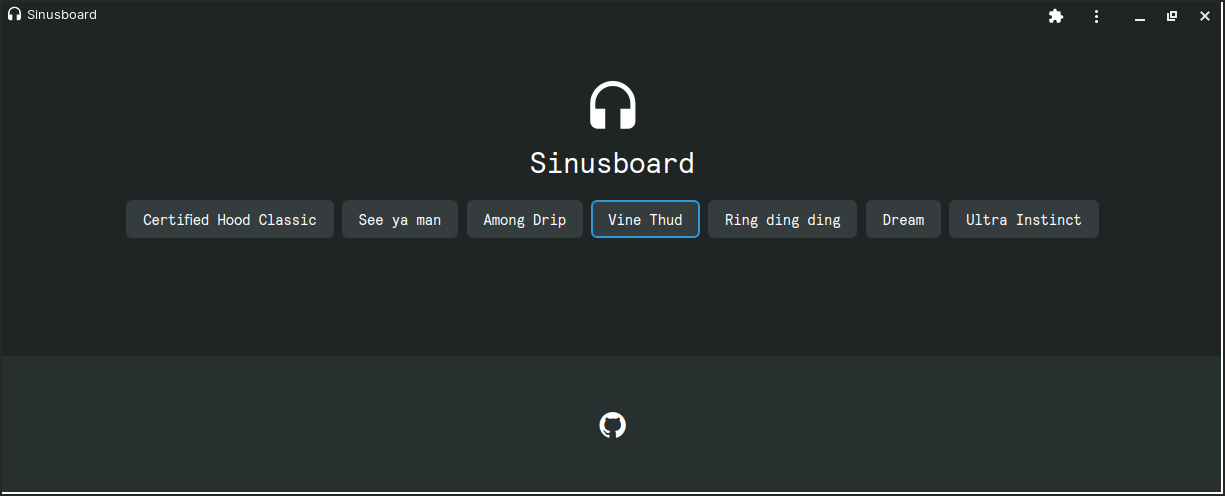 Sinusboard
Sinusboard
Certified Hood Classic See ya man Among Drip Vine Thud Ring ding ding Dream Ultra Instinct